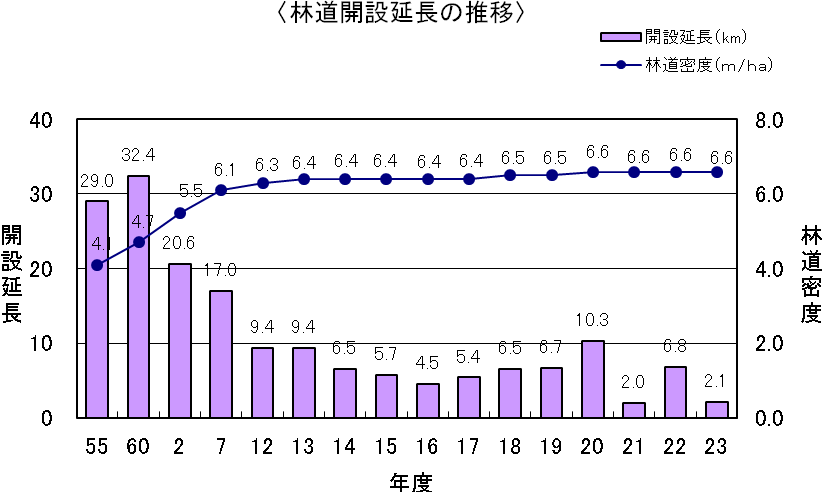 〈林道開設延長の推移〉
開設延長(km)
林道密度(m/ha)
40 30 20 10 0
開設延長
8.0 6.0 4.0 2.0 0.0
林道密度
4.1 4.7 5.5 6.1 6.3 6.4 6.4 6.4 6.4 6.4 6.5 6.5 6.6 6.6 6.6 6.6
29.0 32.4 20.6 17.0 9.4 9.4 6.5 5.7 4.5 5.4 6.5 6.7 10.3 2.0 6.8 2.1
55 60 2 7 12 13 14 15 16 17 18 19 20 21 22 23
年度